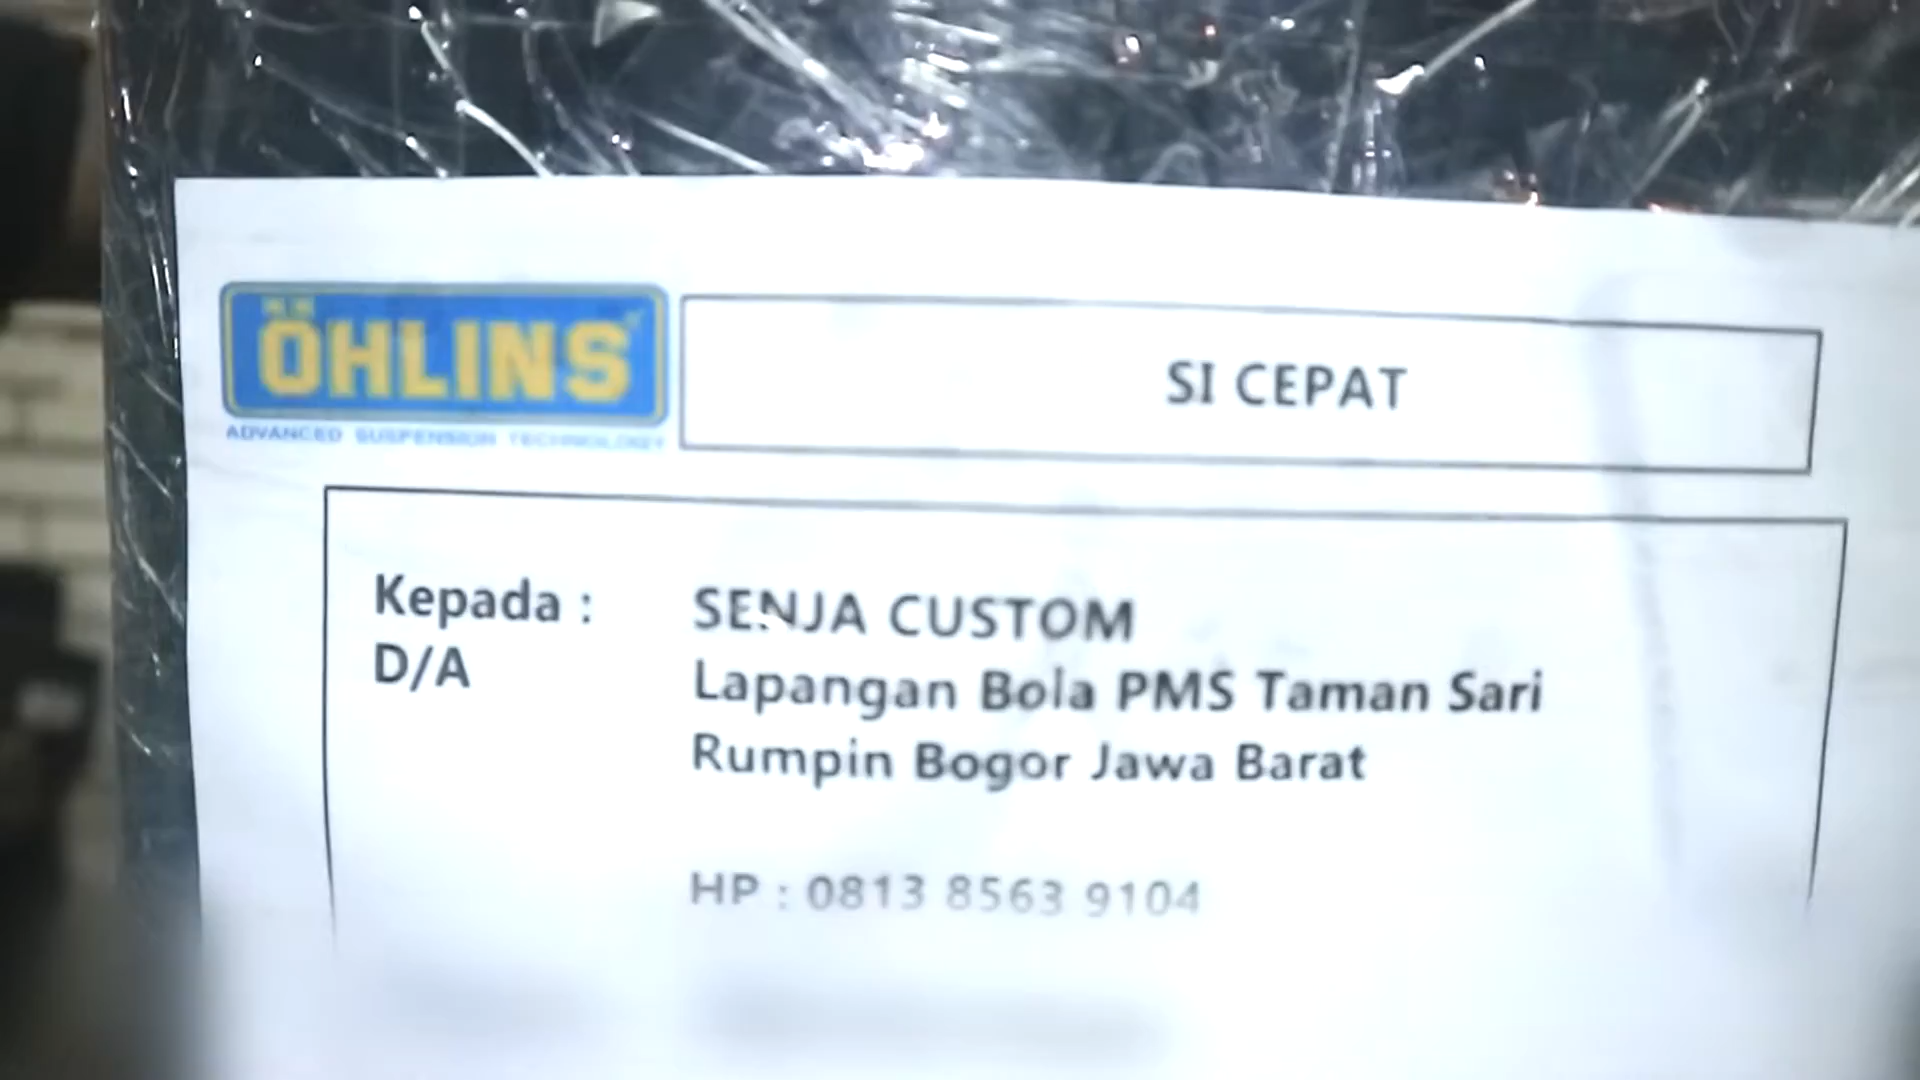 ÖHLINS
ADVANCED SUSPENSION TECHNOLOGY
SI CEPAT
Kepada : SENJA CUSTOM
D/A Lapangan Bola PMS Taman Sari
Rumpin Bogor Jawa Barat
HP : 0813 8563 9104